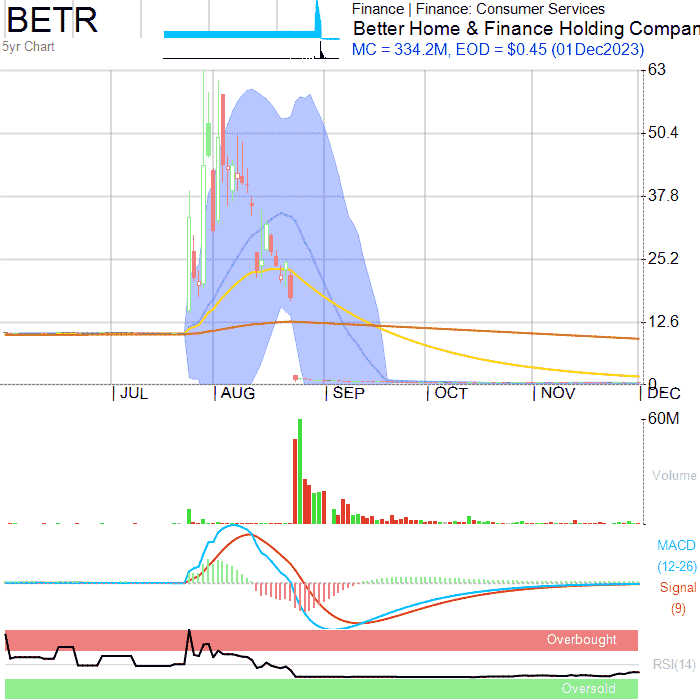 BETR
Finance | Finance: Consumer Services
Better Home & Finance Holding Compan
5yr Chart
MC = 334.2M, EOD = $0.45 (01Dec2023)
63
50.4
37.8
25.2
12.6
0
| JUL | AUG | SEP | OCT | NOV | DEC
60M
Volume
MACD
(12-26)
Signal
(9)
Overbought
RSI(14)
Oversold